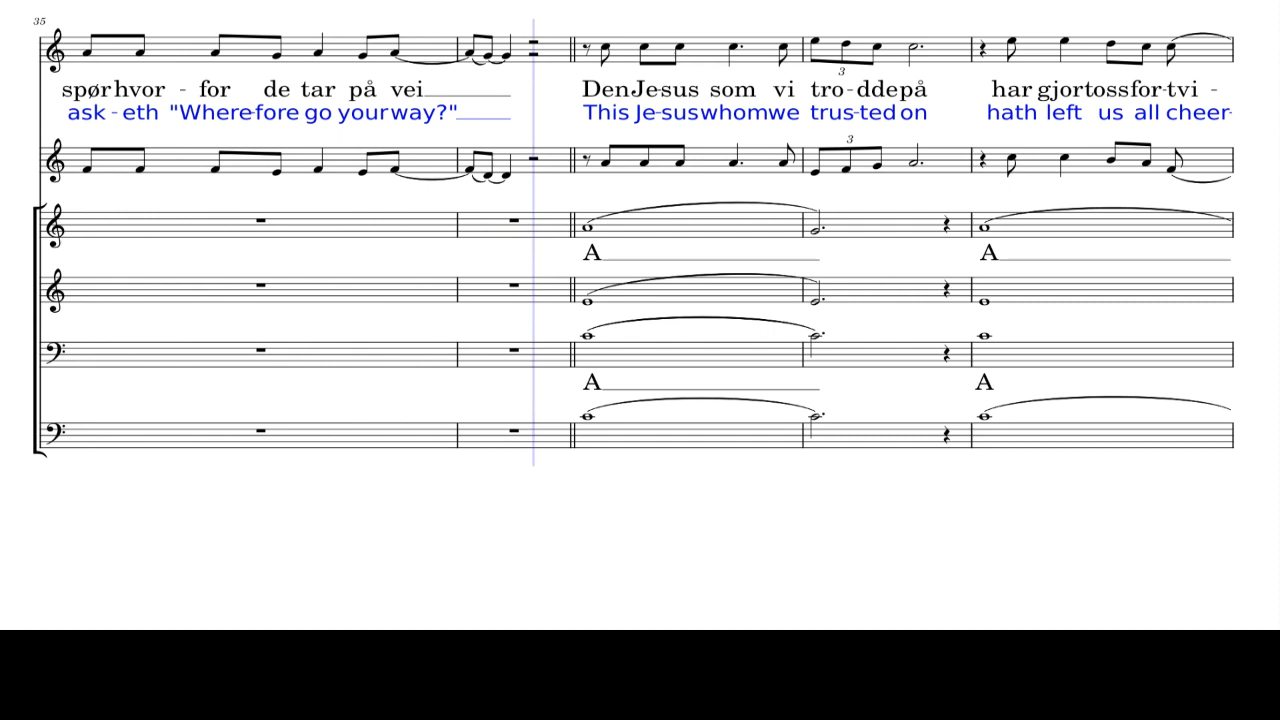 35
spør hvor - for de tar på vei Den Je-sus som vi tro-dde på har gjort oss for-tvi -
ask - eth "Where-fore go your way?" This Je-sus whom we trus-ted on hath left us all cheer-
3
3
A A
A A